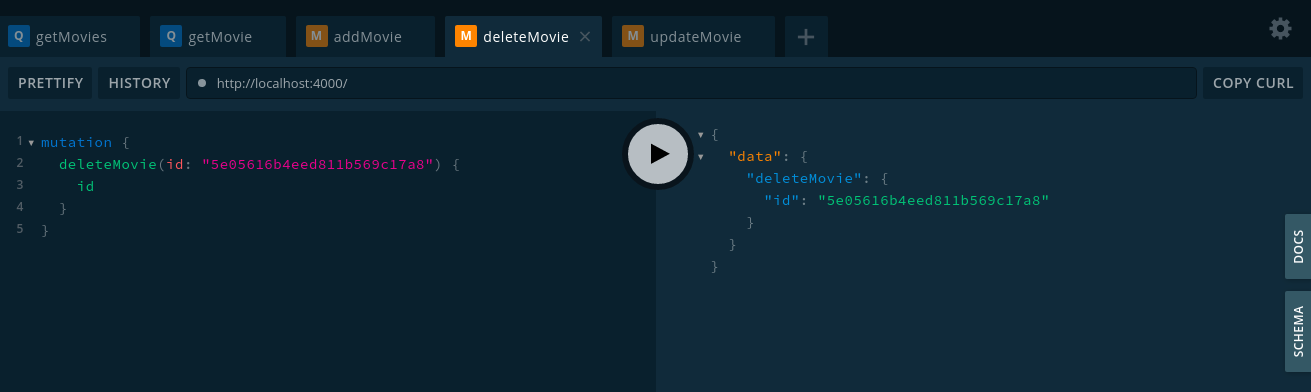 Q getMovies Q getMovie M addMovie M deleteMovie × M updateMovie +
PRETTIFY HISTORY http://localhost:4000/ COPY CURL
1 mutation {
2 deleteMovie(id: "5e05616b4eed811b569c17a8") {
3 id
4 }
5 }
{
"data": {
"deleteMovie": {
"id": "5e05616b4eed811b569c17a8"
}
}
}
DOCS
SCHEMA